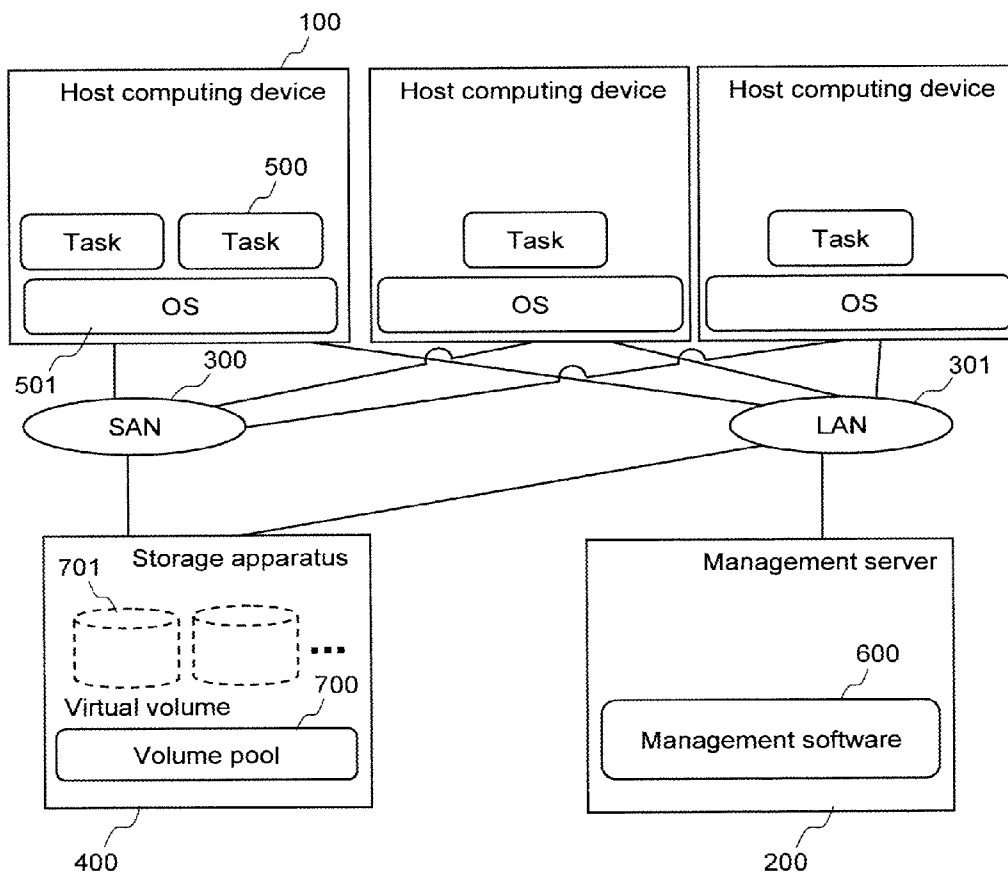 100
Host computing device
Host computing device
Host computing device
500
Task
Task
Task
Task
OS
OS
OS
501
300
301
SAN
LAN
Storage apparatus
Management server
701
...
Virtual volume
700
600
Volume pool
Management software
400
200